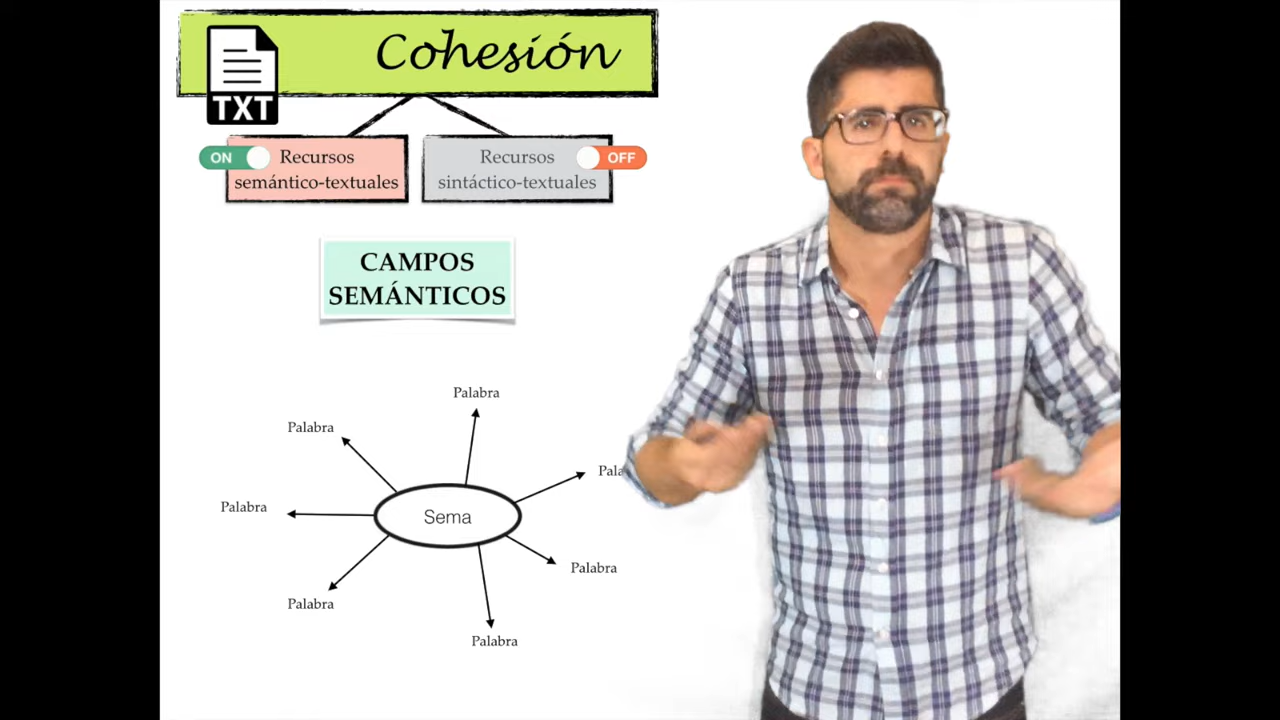 Cohesión
TXT
ON
Recursos
semántico-textuales
Recursos
sintáctico-textuales
OFF
CAMPOS
SEMÁNTICOS
Palabra
Palabra
Pala
Palabra
Sema
Palabra
Palabra
Palabra